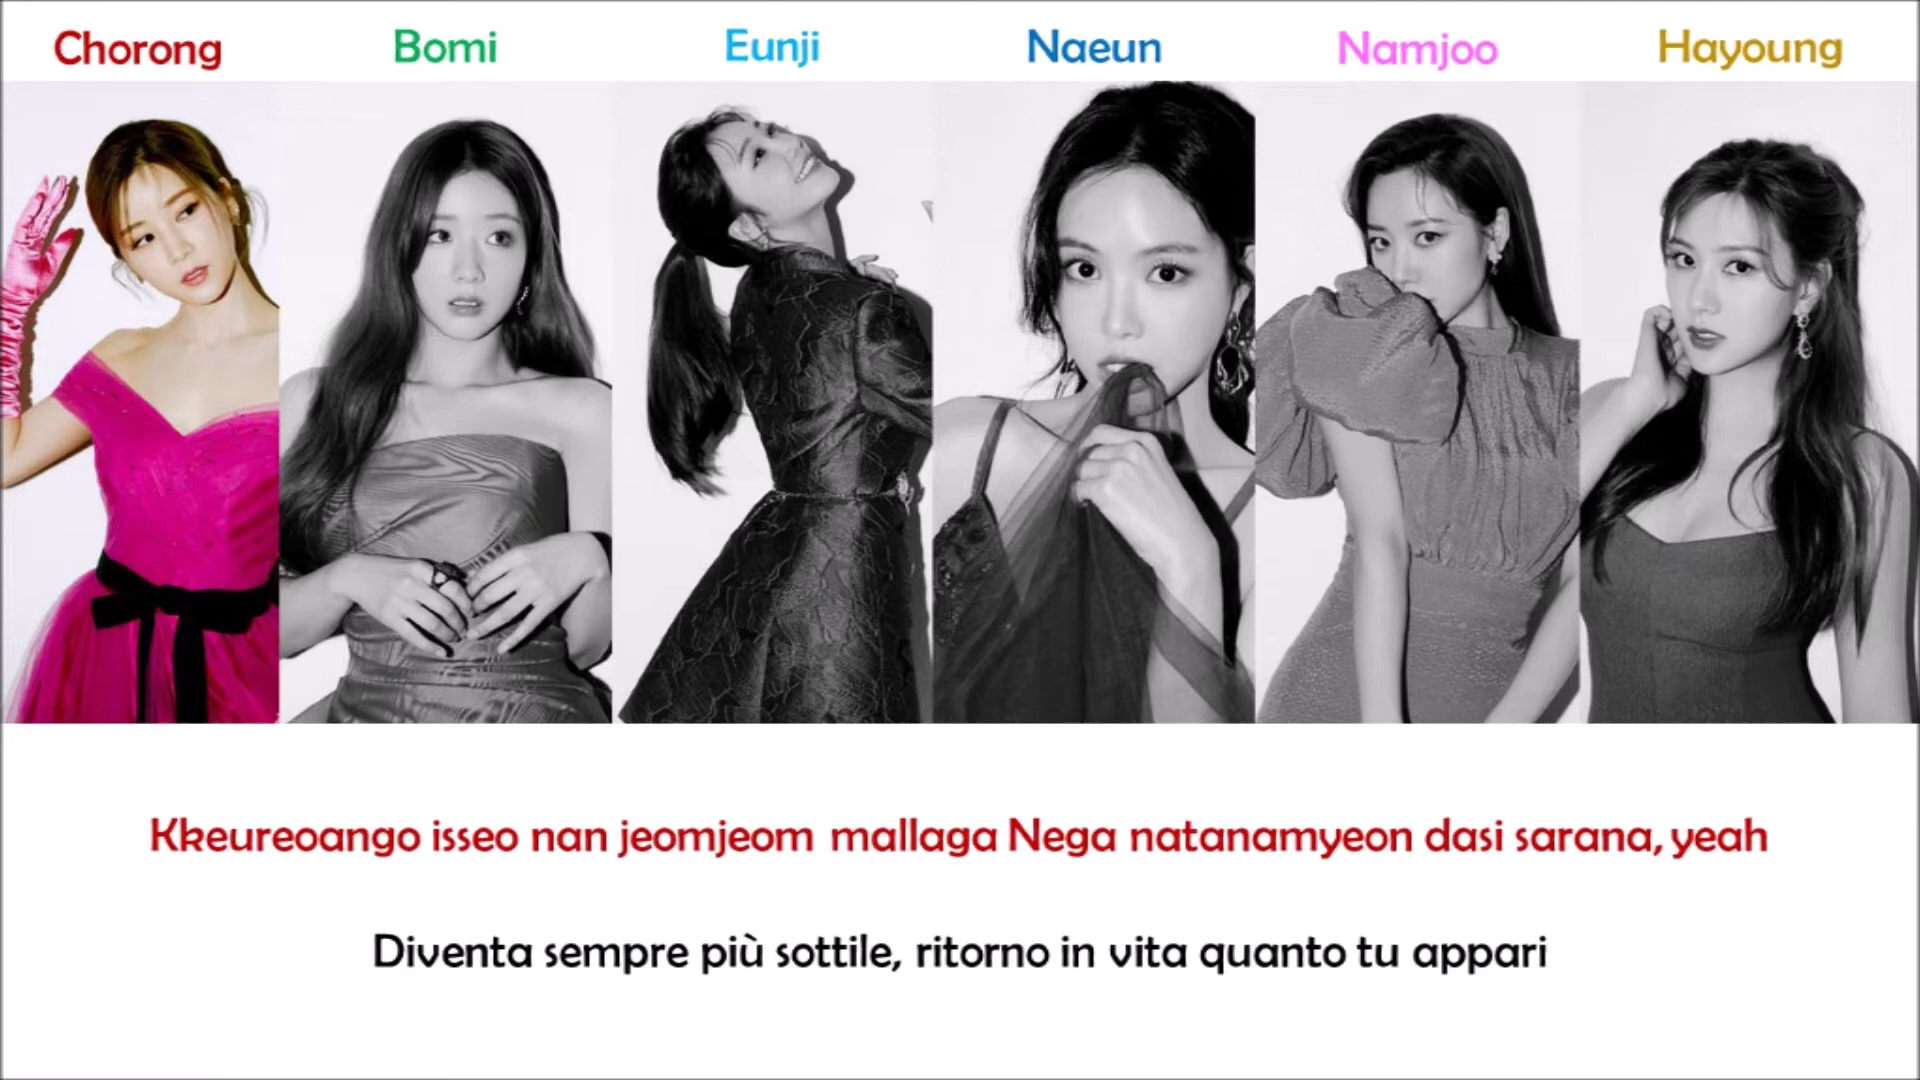 Chorong Bomi Eunji Naeun Namjoo Hayoung
Kkeureoango isseo nan jeomjeom mallaga Nega natanamyeon dasi sarana, yeah
Diventa sempre più sottile, ritorno in vita quanto tu appari